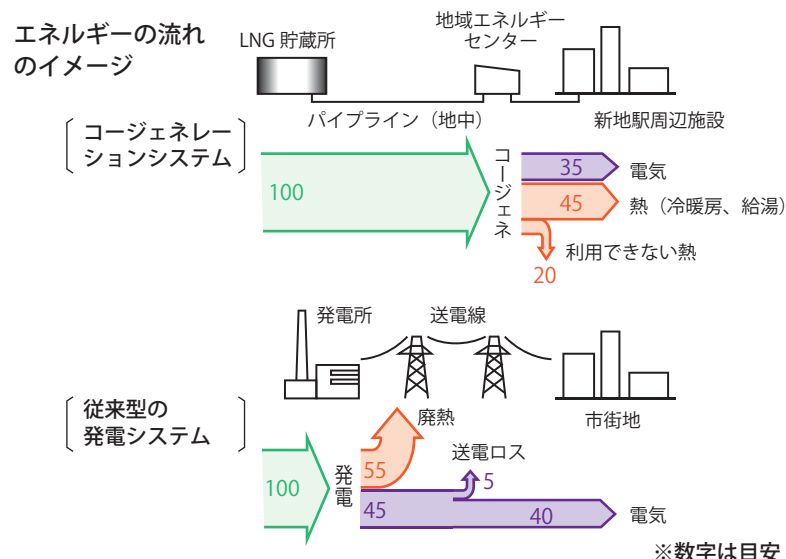 エネルギーの流れ
のイメージ
LNG 貯蔵所
地域エネルギー
センター
パイプライン（地中）
新地駅周辺施設
コージェネレー
ションシステム
100
コージェネ
35
電気
45
熱（冷暖房、給湯）
利用できない熱
20
発電所
送電線
市街地
従来型の
発電システム
廃熱
送電ロス
100
発電
55
5
45
40
電気
※数字は目安